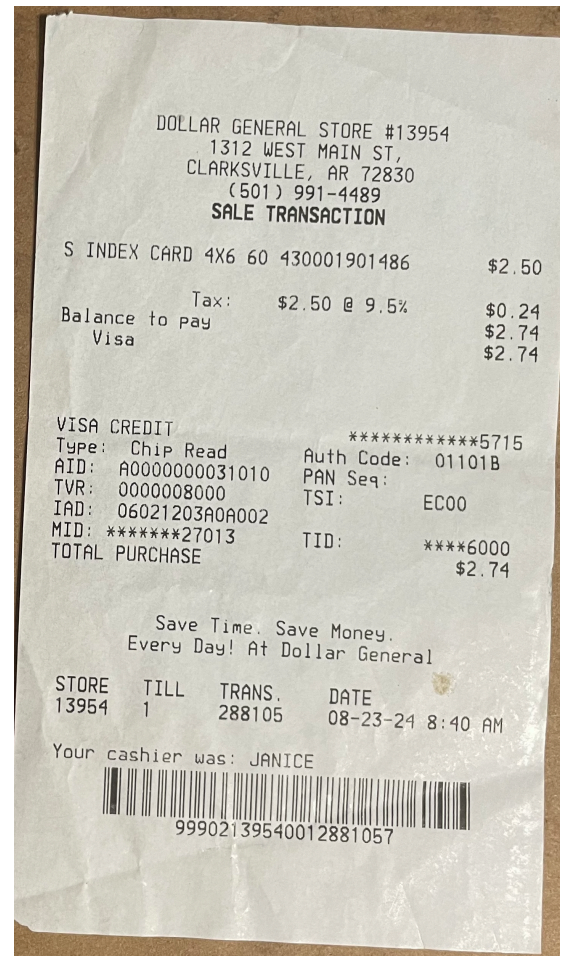 DOLLAR GENERAL STORE #13954
1312 WEST MAIN ST,
CLARKSVILLE, AR 72830
(501) 991-4489
SALE TRANSACTION
S INDEX CARD 4X6 60 430001901486 $2.50
Tax: $2.50 @ 9.5% $0.24
Balance to pay $2.74
Visa $2.74
VISA CREDIT ************5715
Type: Chip Read Auth Code: 01101B
AID: A0000000031010 PAN Seq:
TVR: 0000008000 TSI: EC00
IAD: 06021203A0A002
MID: *******27013 TID: ****6000
TOTAL PURCHASE $2.74
Save Time. Save Money.
Every Day! At Dollar General
STORE TILL TRANS. DATE
13954 1 288105 08-23-24 8:40 AM
Your cashier was: JANICE
99902139540012881057